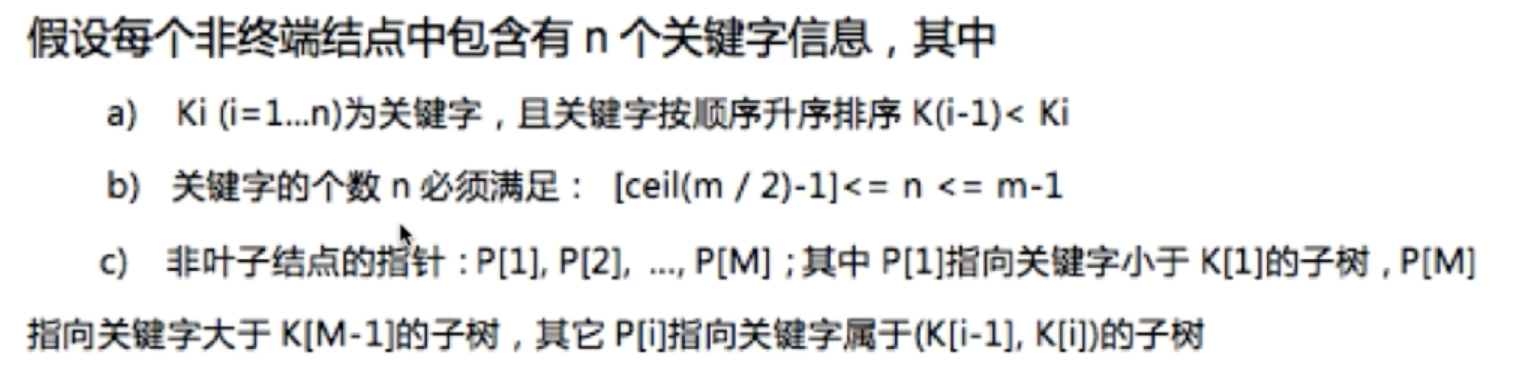 假设每个非终端结点中包含有 n 个关键字信息，其中
a) Ki (i=1...n)为关键字，且关键字按顺序升序排序 K(i-1)< Ki
b) 关键字的个数 n 必须满足： [ceil(m / 2)-1]<= n <= m-1
c) 非叶子结点的指针：P[1], P[2], ..., P[M]；其中 P[1]指向关键字小于 K[1]的子树，P[M]
指向关键字大于 K[M-1]的子树，其它 P[i]指向关键字属于(K[i-1], K[i])的子树